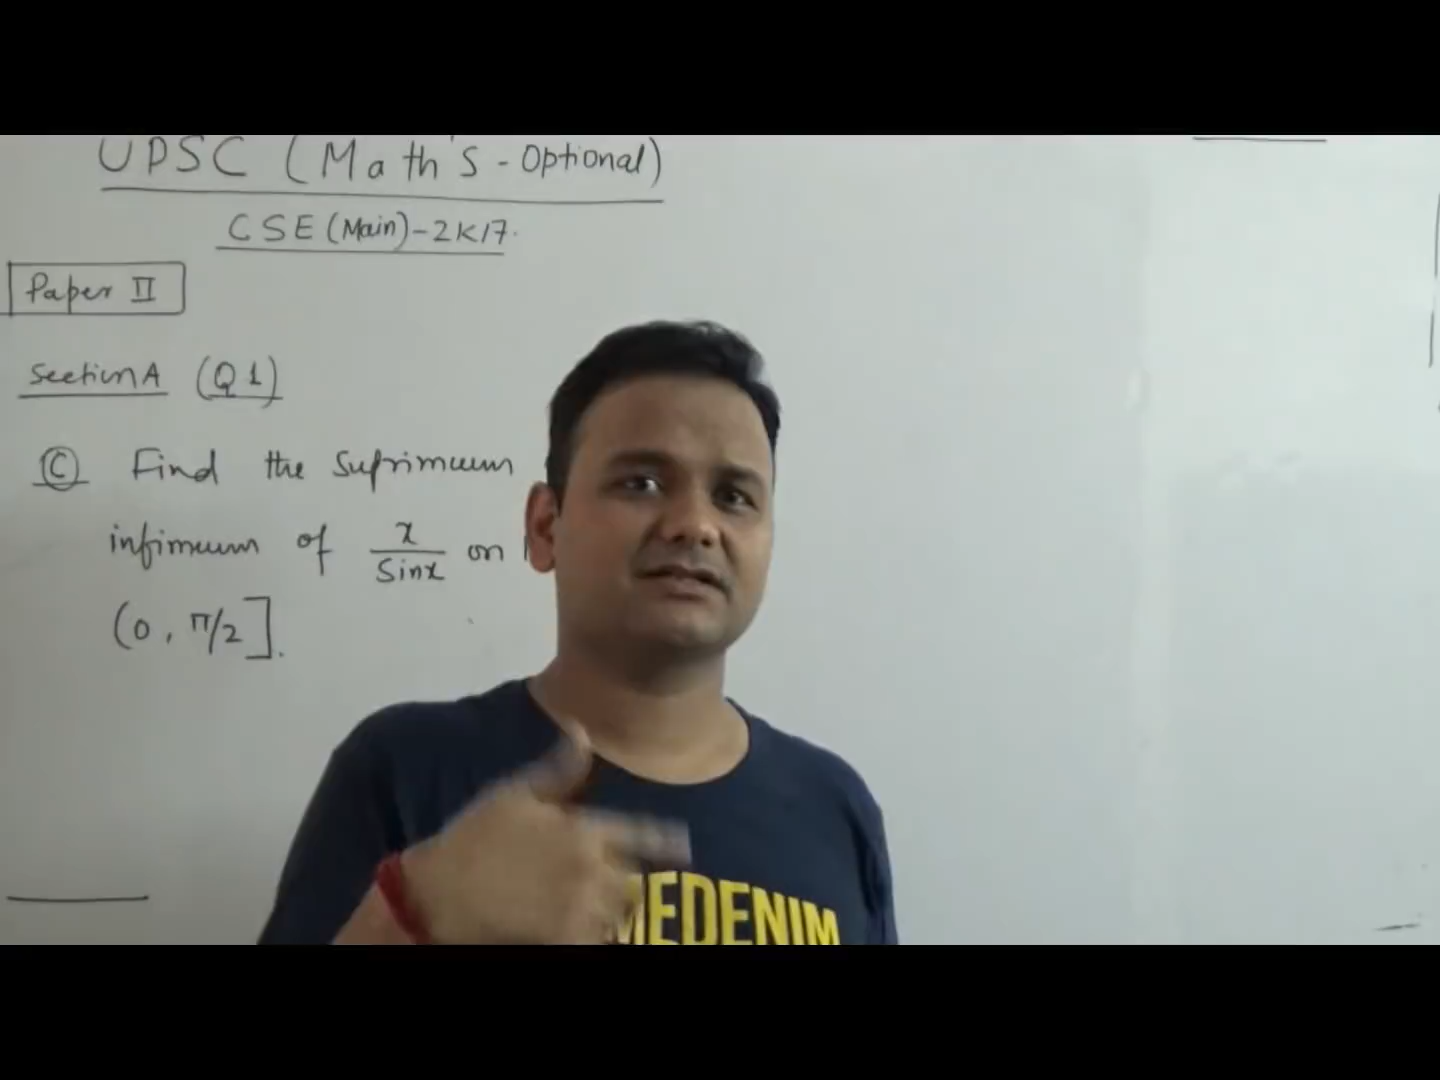 UPSC (Math's - Optional)
CSE (Main) - 2K17.
Paper II
Section A (Q1)
(C) Find the Suprimum
infimum of x/Sinx on
(0, π/2].
MEDENIM